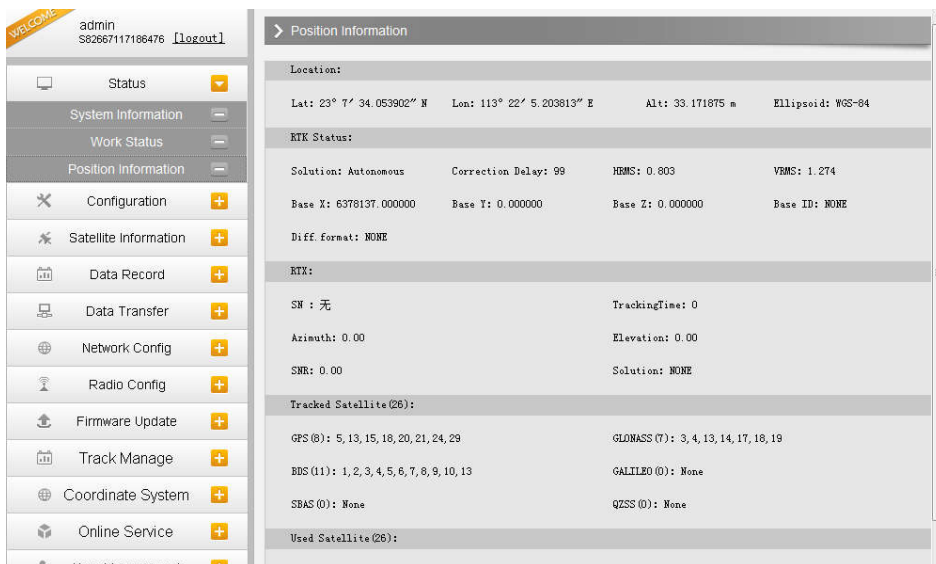 WELCOME
admin
S82667117186476 [logout]
Status
System Information
Work Status
Position Information
Configuration
Satellite Information
Data Record
Data Transfer
Network Config
Radio Config
Firmware Update
Track Manage
Coordinate System
Online Service
Position Information
Location:
Lat: 23° 7′ 34.053902″ N Lon: 113° 22′ 5.203813″ E Alt: 33.171875 m Ellipsoid: WGS-84
RTK Status:
Solution: Autonomous Correction Delay: 99 HRMS: 0.803 VRMS: 1.274
Base X: 6378137.000000 Base Y: 0.000000 Base Z: 0.000000 Base ID: NONE
Diff.format: NONE
RTX:
SN : 无 TrackingTime: 0
Azimuth: 0.00 Elevation: 0.00
SNR: 0.00 Solution: NONE
Tracked Satellite(26):
GPS(8): 5, 13, 15, 18, 20, 21, 24, 29 GLONASS(7): 3, 4, 13, 14, 17, 18, 19
BDS(11): 1, 2, 3, 4, 5, 6, 7, 8, 9, 10, 13 GALILEO(0): None
SBAS(0): None QZSS(0): None
Used Satellite(26):